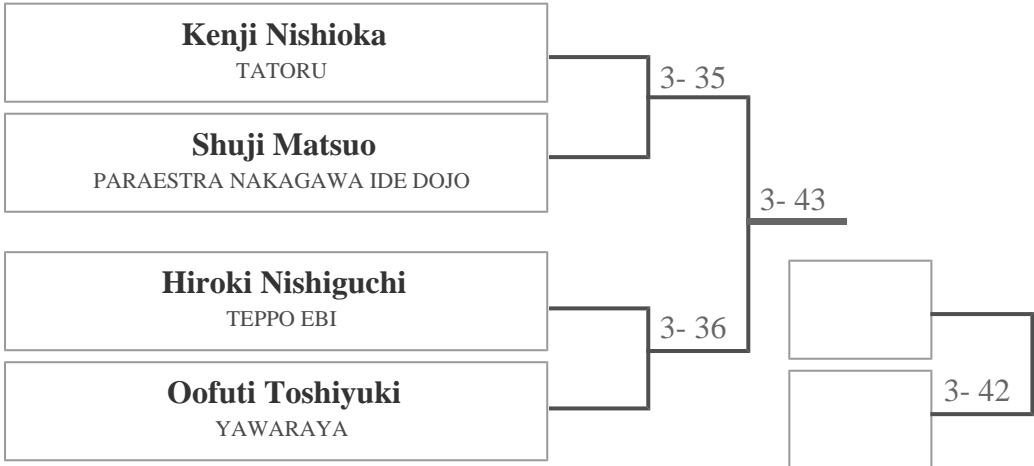 Kenji Nishioka
TATORU
3- 35
Shuji Matsuo
PARAESTRA NAKAGAWA IDE DOJO
3- 43
Hiroki Nishiguchi
TEPPO EBI
3- 36
Oofuti Toshiyuki
YAWARAYA
3- 42